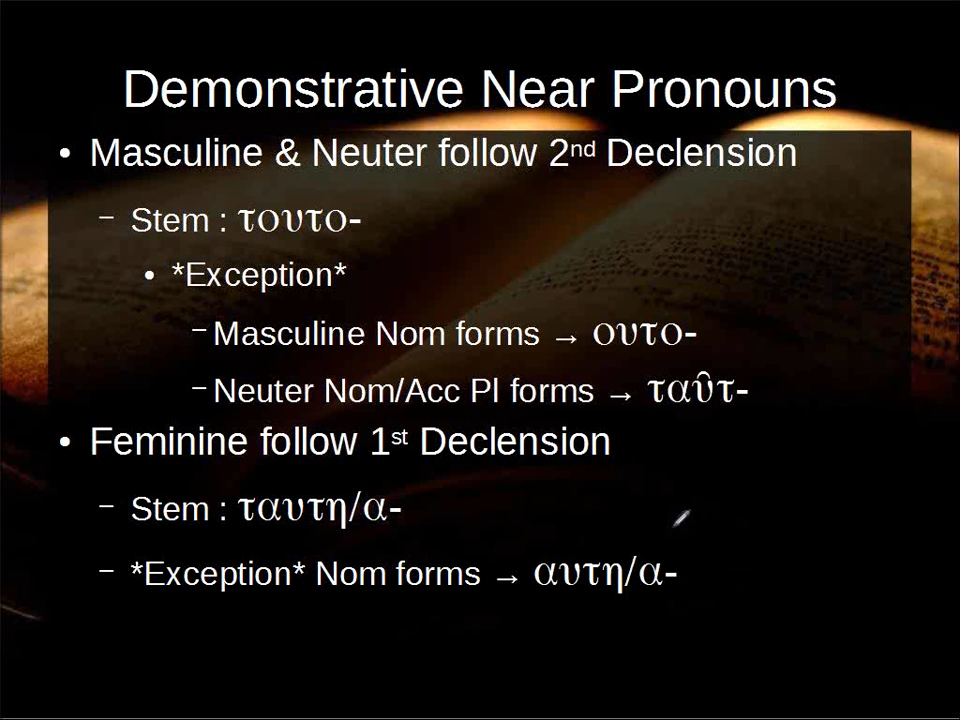 Demonstrative Near Pronouns
• Masculine & Neuter follow 2nd Declension
– Stem : τουτο-
• *Exception*
– Masculine Nom forms → ουτο-
– Neuter Nom/Acc Pl forms → ταῦτ-
• Feminine follow 1st Declension
– Stem : ταυτη/α-
– *Exception* Nom forms → αυτη/α-